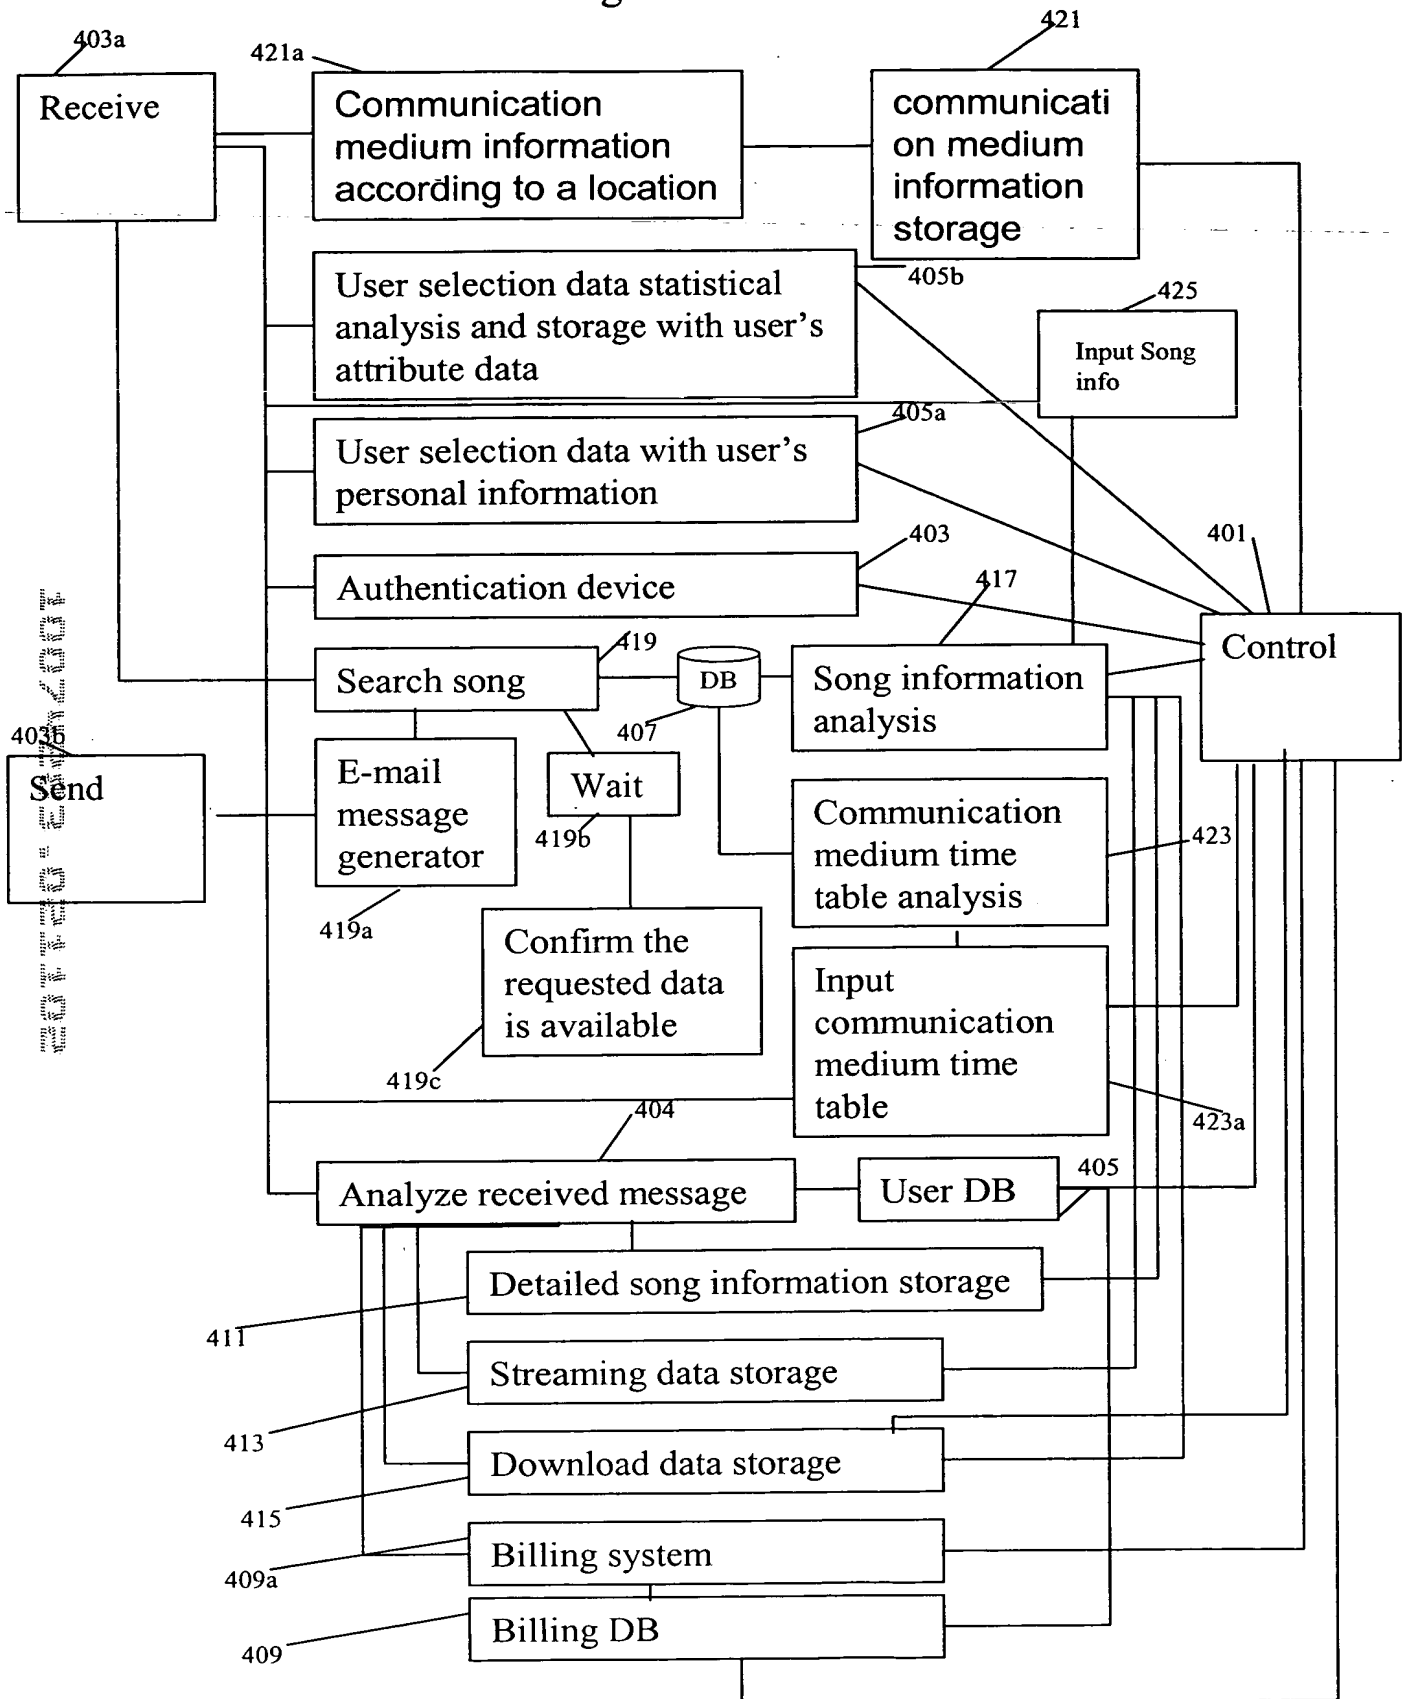 g
403a
421a
421
Receive
Communication
medium information
according to a location
communicati
on medium
information
storage
User selection data statistical
analysis and storage with user's
attribute data
405b
425
Input Song
info
405a
User selection data with user's
personal information
403
401
Authentication device
417
Control
419
Search song
DB
407
Song information
analysis
403b
Send
E-mail
message
generator
419a
Wait
419b
Communication
medium time
table analysis
423
Confirm the
requested data
is available
419c
Input
communication
medium time
table
423a
404
Analyze received message
User DB
405
Detailed song information storage
411
Streaming data storage
413
Download data storage
415
Billing system
409a
Billing DB
409